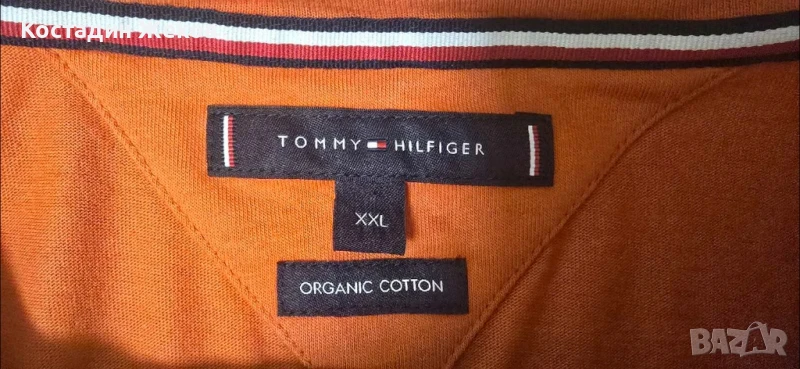 Костадин
TOMMY HILFIGER
XXL
ORGANIC COTTON
BAZAR